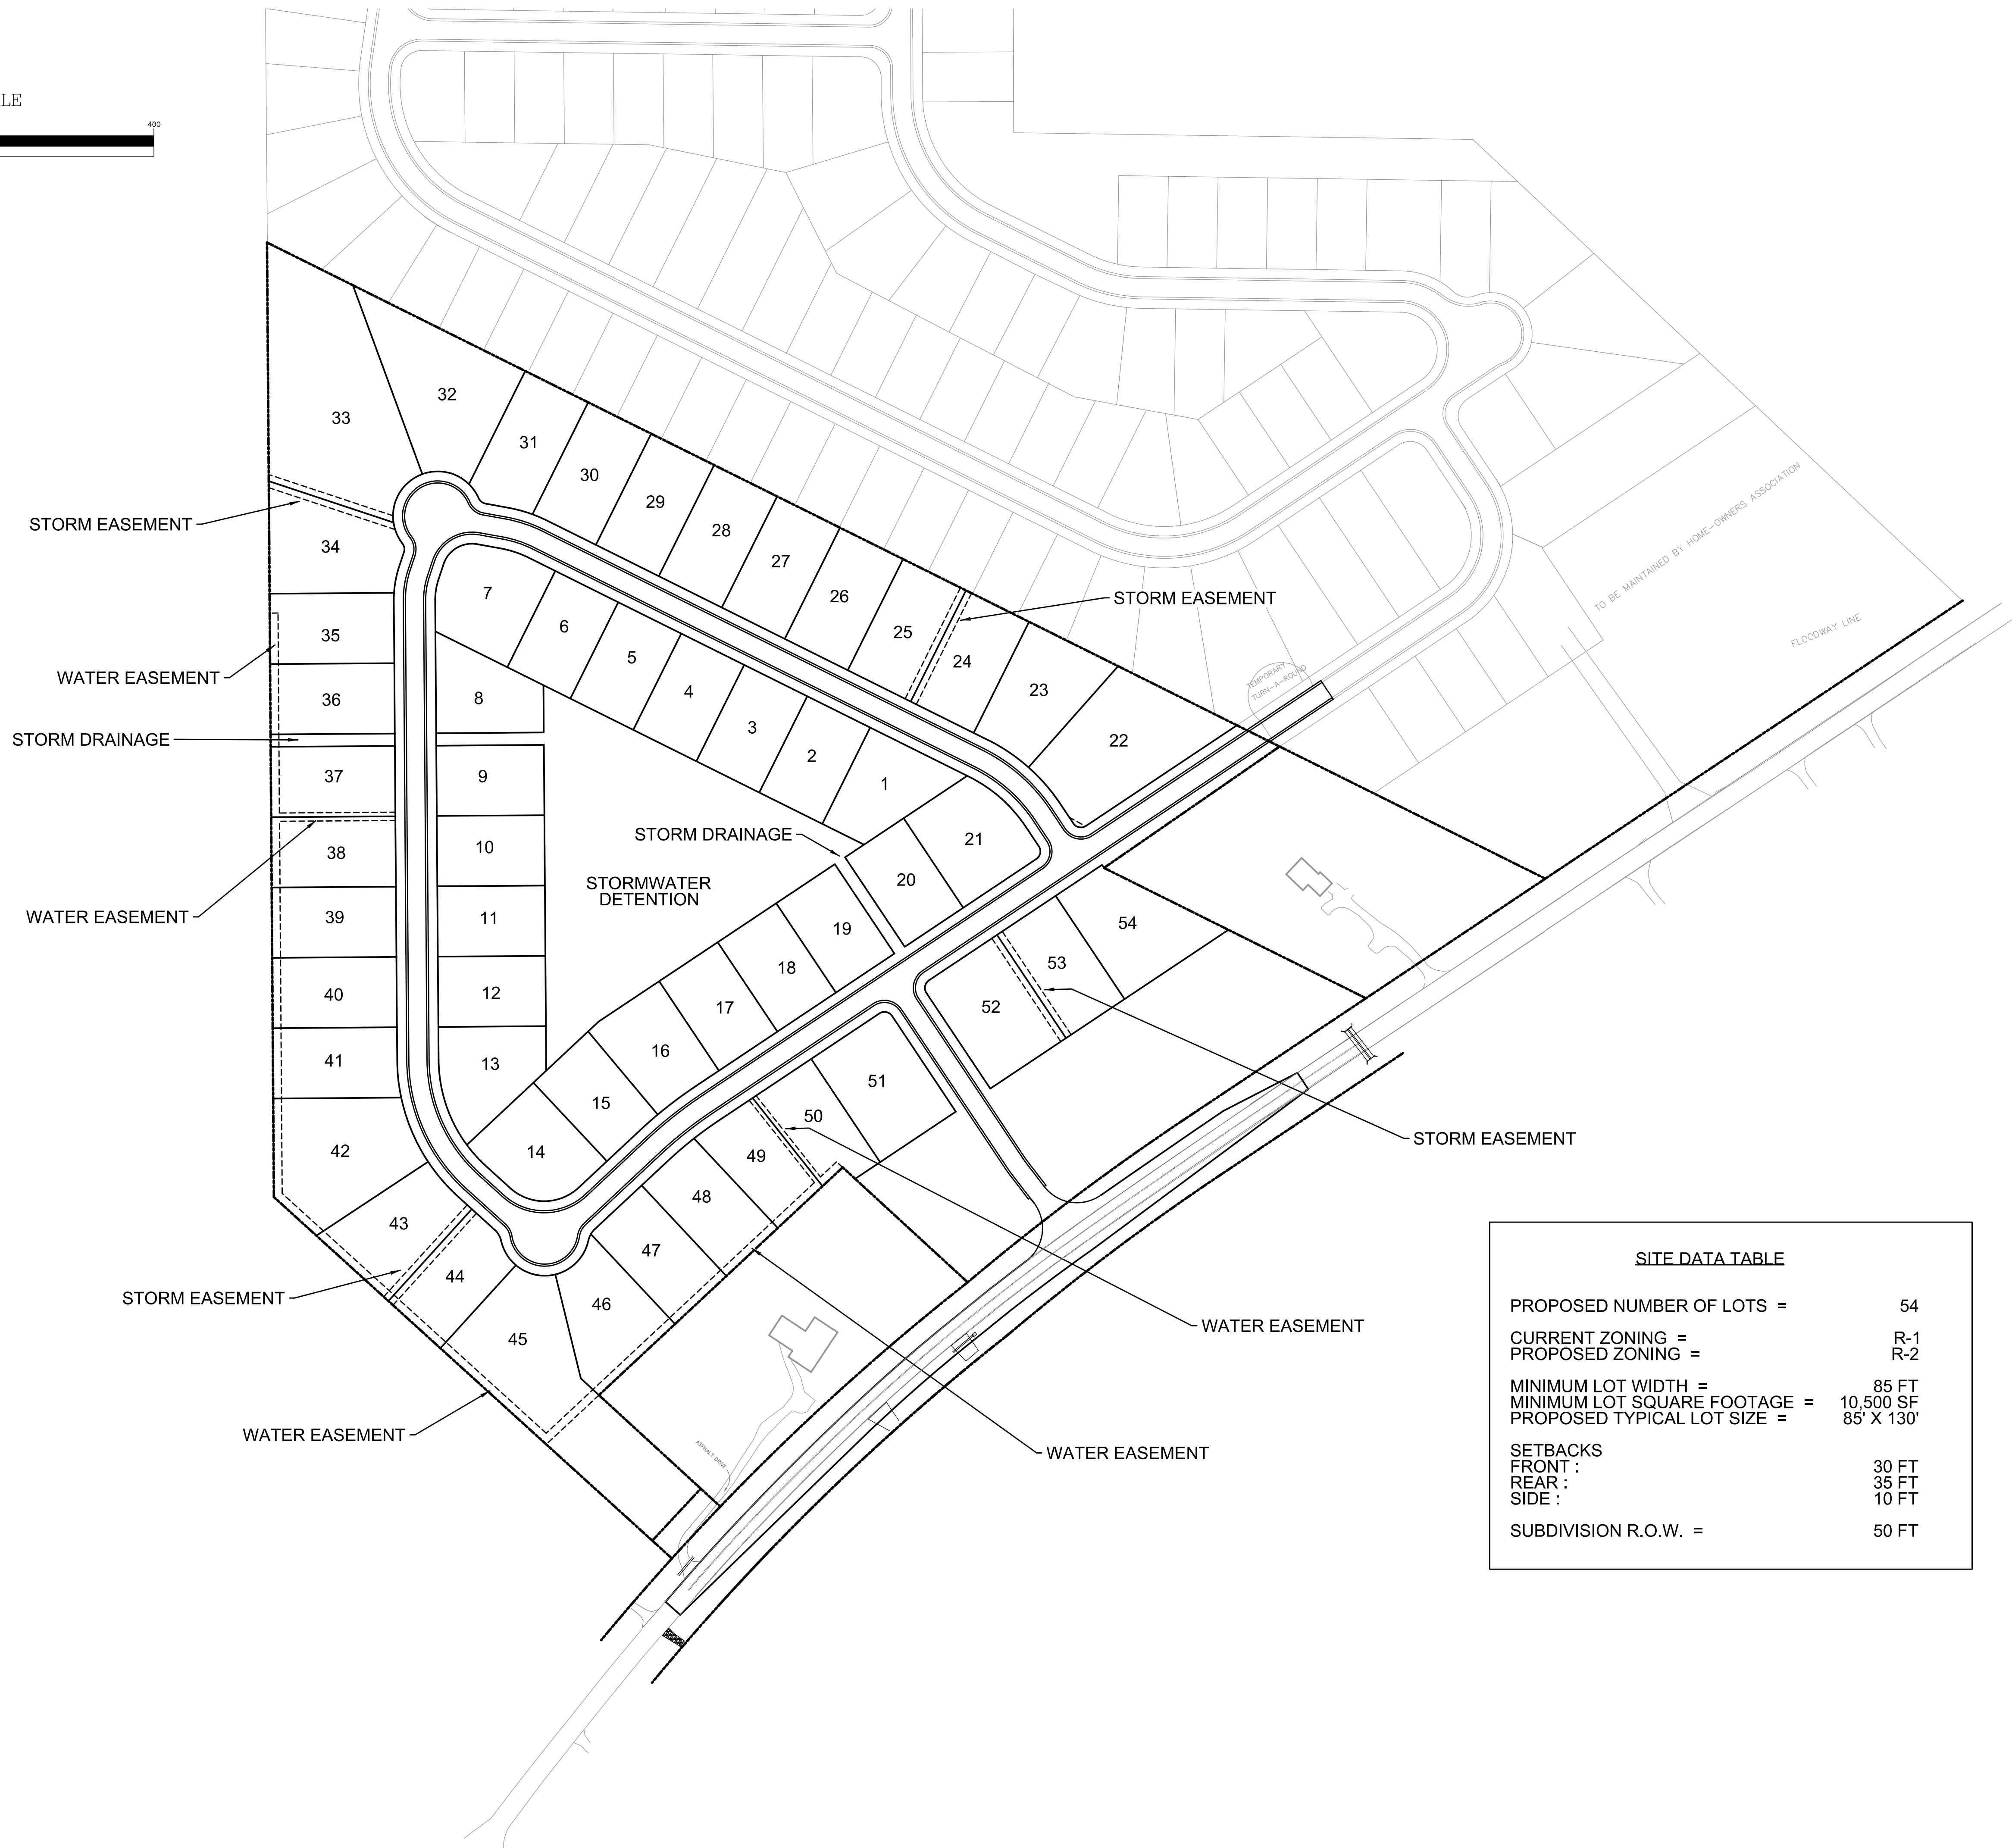 LE
400
32
33
31
30
29
STORM EASEMENT
28
34
27
7
26
STORM EASEMENT
TO BE MAINTAINED BY HOME-OWNERS ASSOCIATION
FLOODWAY LINE
6
25
35
5
24
TEMPORARY
TURN-A-ROUND
WATER EASEMENT
4
23
36
8
3
22
STORM DRAINAGE
2
37
9
1
STORM DRAINAGE
21
38
10
20
STORMWATER
DETENTION
WATER EASEMENT
39
11
19
54
18
53
40
12
17
52
16
41
13
51
15
50
STORM EASEMENT
42
14
49
48
43
47
44
46
STORM EASEMENT
45
WATER EASEMENT
WATER EASEMENT
WATER EASEMENT
ASPHALT DRIVE
SITE DATA TABLE
PROPOSED NUMBER OF LOTS = 54
CURRENT ZONING = R-1
PROPOSED ZONING = R-2
MINIMUM LOT WIDTH = 85 FT
MINIMUM LOT SQUARE FOOTAGE = 10,500 SF
PROPOSED TYPICAL LOT SIZE = 85' X 130'
SETBACKS
FRONT : 30 FT
REAR : 35 FT
SIDE : 10 FT
SUBDIVISION R.O.W. = 50 FT